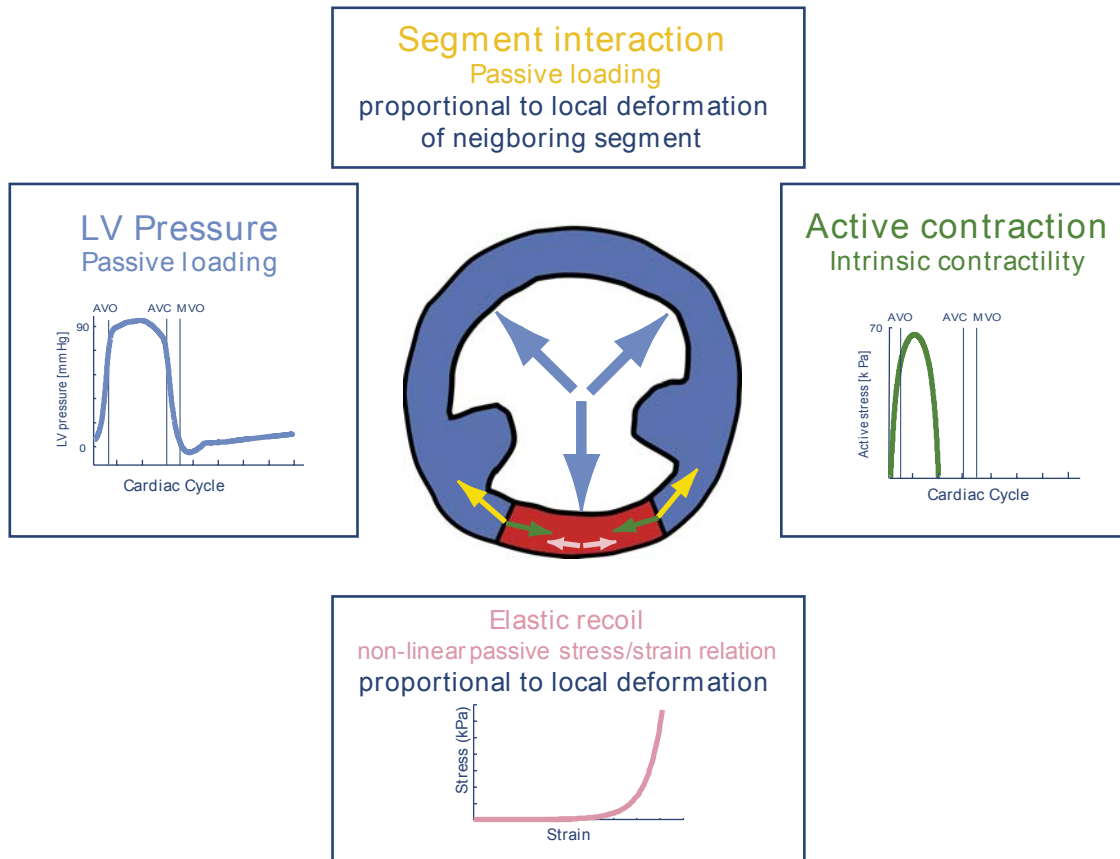 Segment interaction
Passive loading
proportional to local deformation
of neigboring segment
LV Pressure
Passive loading
AVO AVC MVO
90
0
LV pressure [mmHg]
Cardiac Cycle
Active contraction
Intrinsic contractility
70
AVO AVC MVO
Active stress [k Pa]
Cardiac Cycle
Elastic recoil
non-linear passive stress/strain relation
proportional to local deformation
Stress (kPa)
Strain